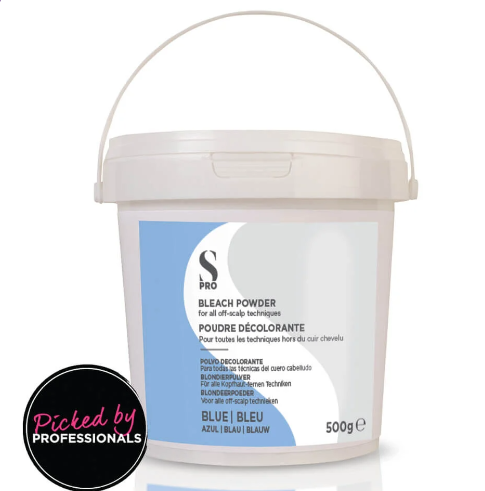 S
PRO
BLEACH POWDER
for all off-scalp techniques
POUDRE DÉCOLORANTE
Pour toutes les techniques hors du cuir chevelu
POLVO DECOLORANTE
Para todas las técnicas del cuero cabelludo
BLONDIERPULVER
Für alle Kopfhaut-fernen Techniken
BLONDEERPOEDER
Voor alle off-scalp technieken
BLUE | BLEU
AZUL | BLAU | BLAUW
500g ℮
Picked by
PROFESSIONALS